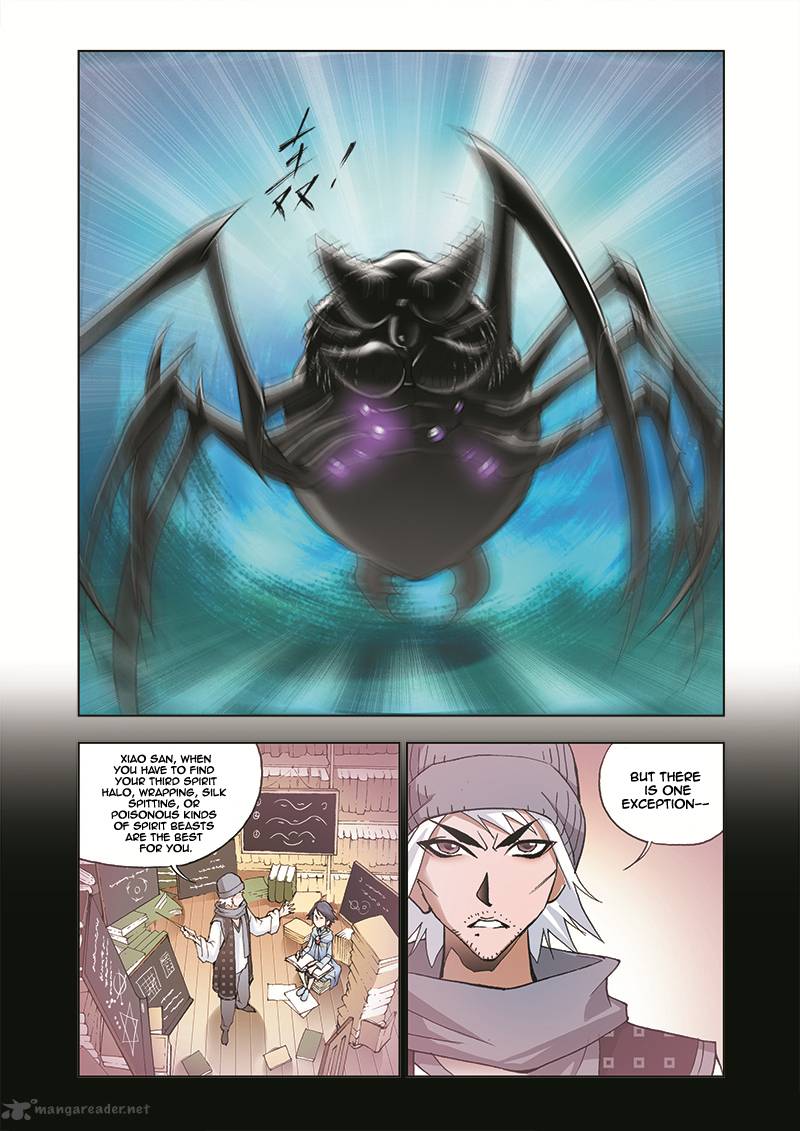 轰!
XIAO SAN, WHEN
YOU HAVE TO FIND
YOUR THIRD SPIRIT
HALO, WRAPPING, SILK
SPITTING, OR
POISONOUS KINDS
OF SPIRIT BEASTS
ARE THE BEST
FOR YOU.
BUT THERE
IS ONE
EXCEPTION--
mangareader.net